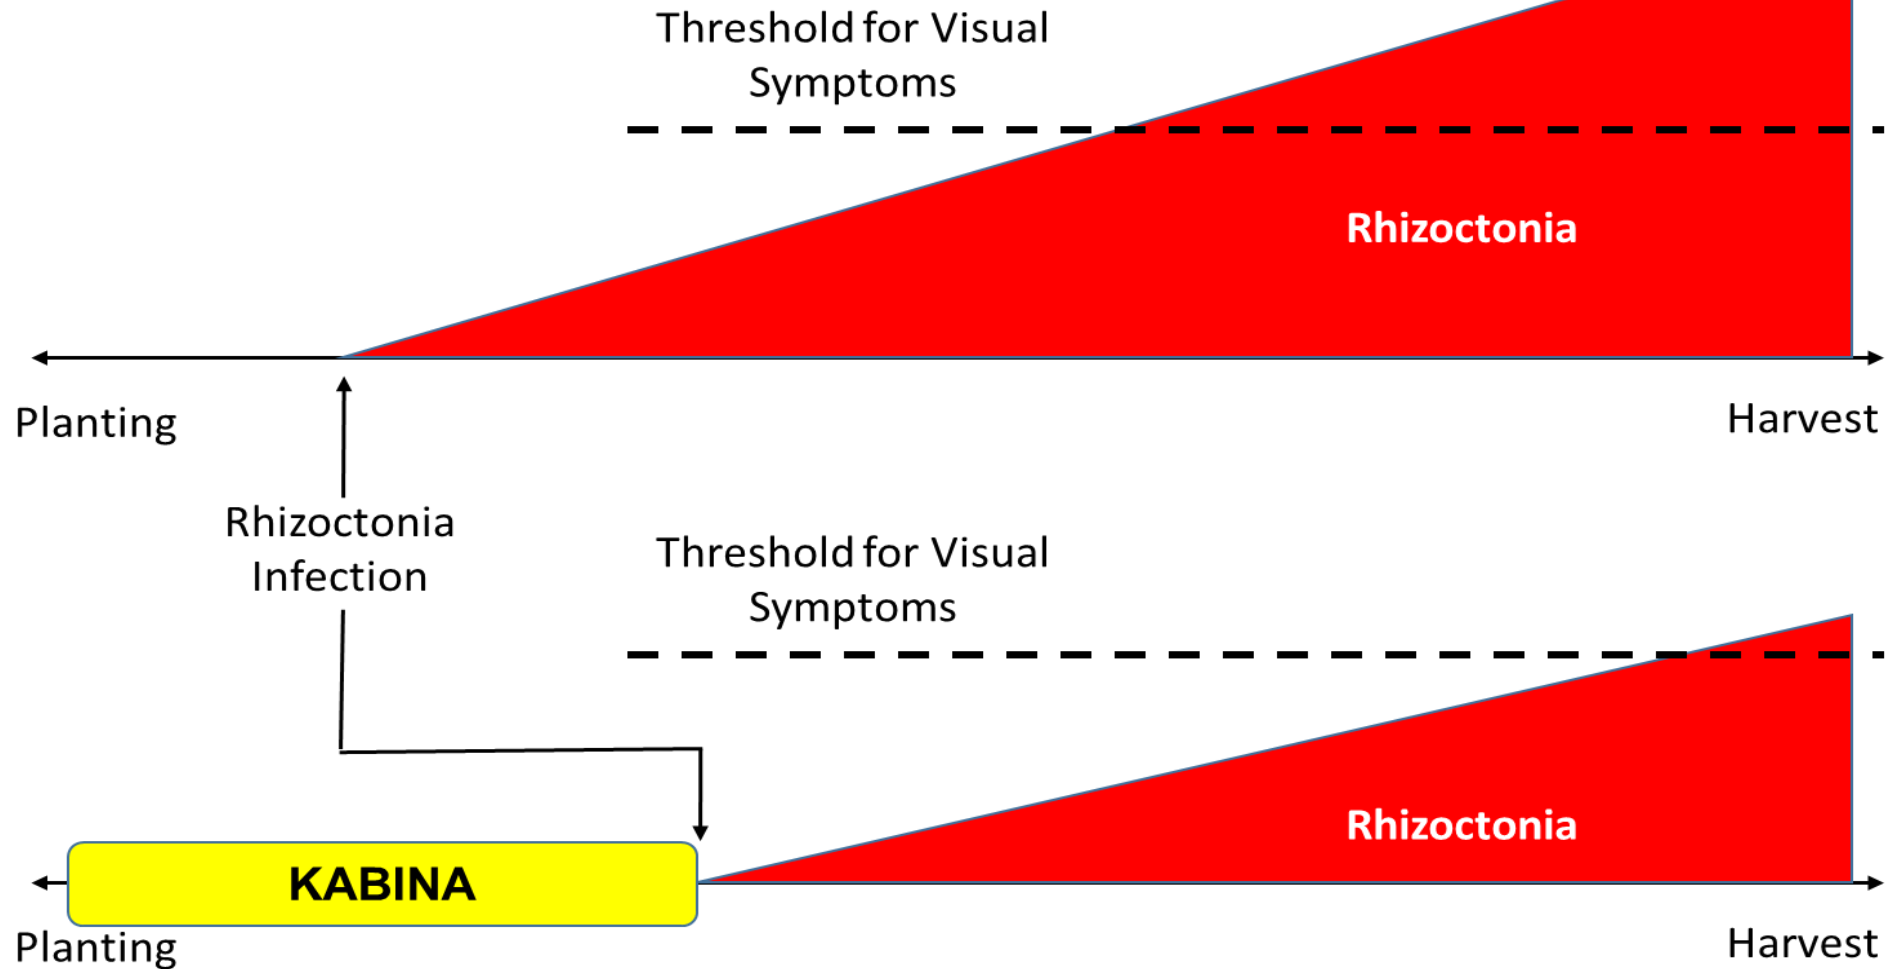 Threshold for Visual
Symptoms
Rhizoctonia
Planting
Harvest
Rhizoctonia
Infection
Threshold for Visual
Symptoms
Rhizoctonia
KABINA
Planting
Harvest